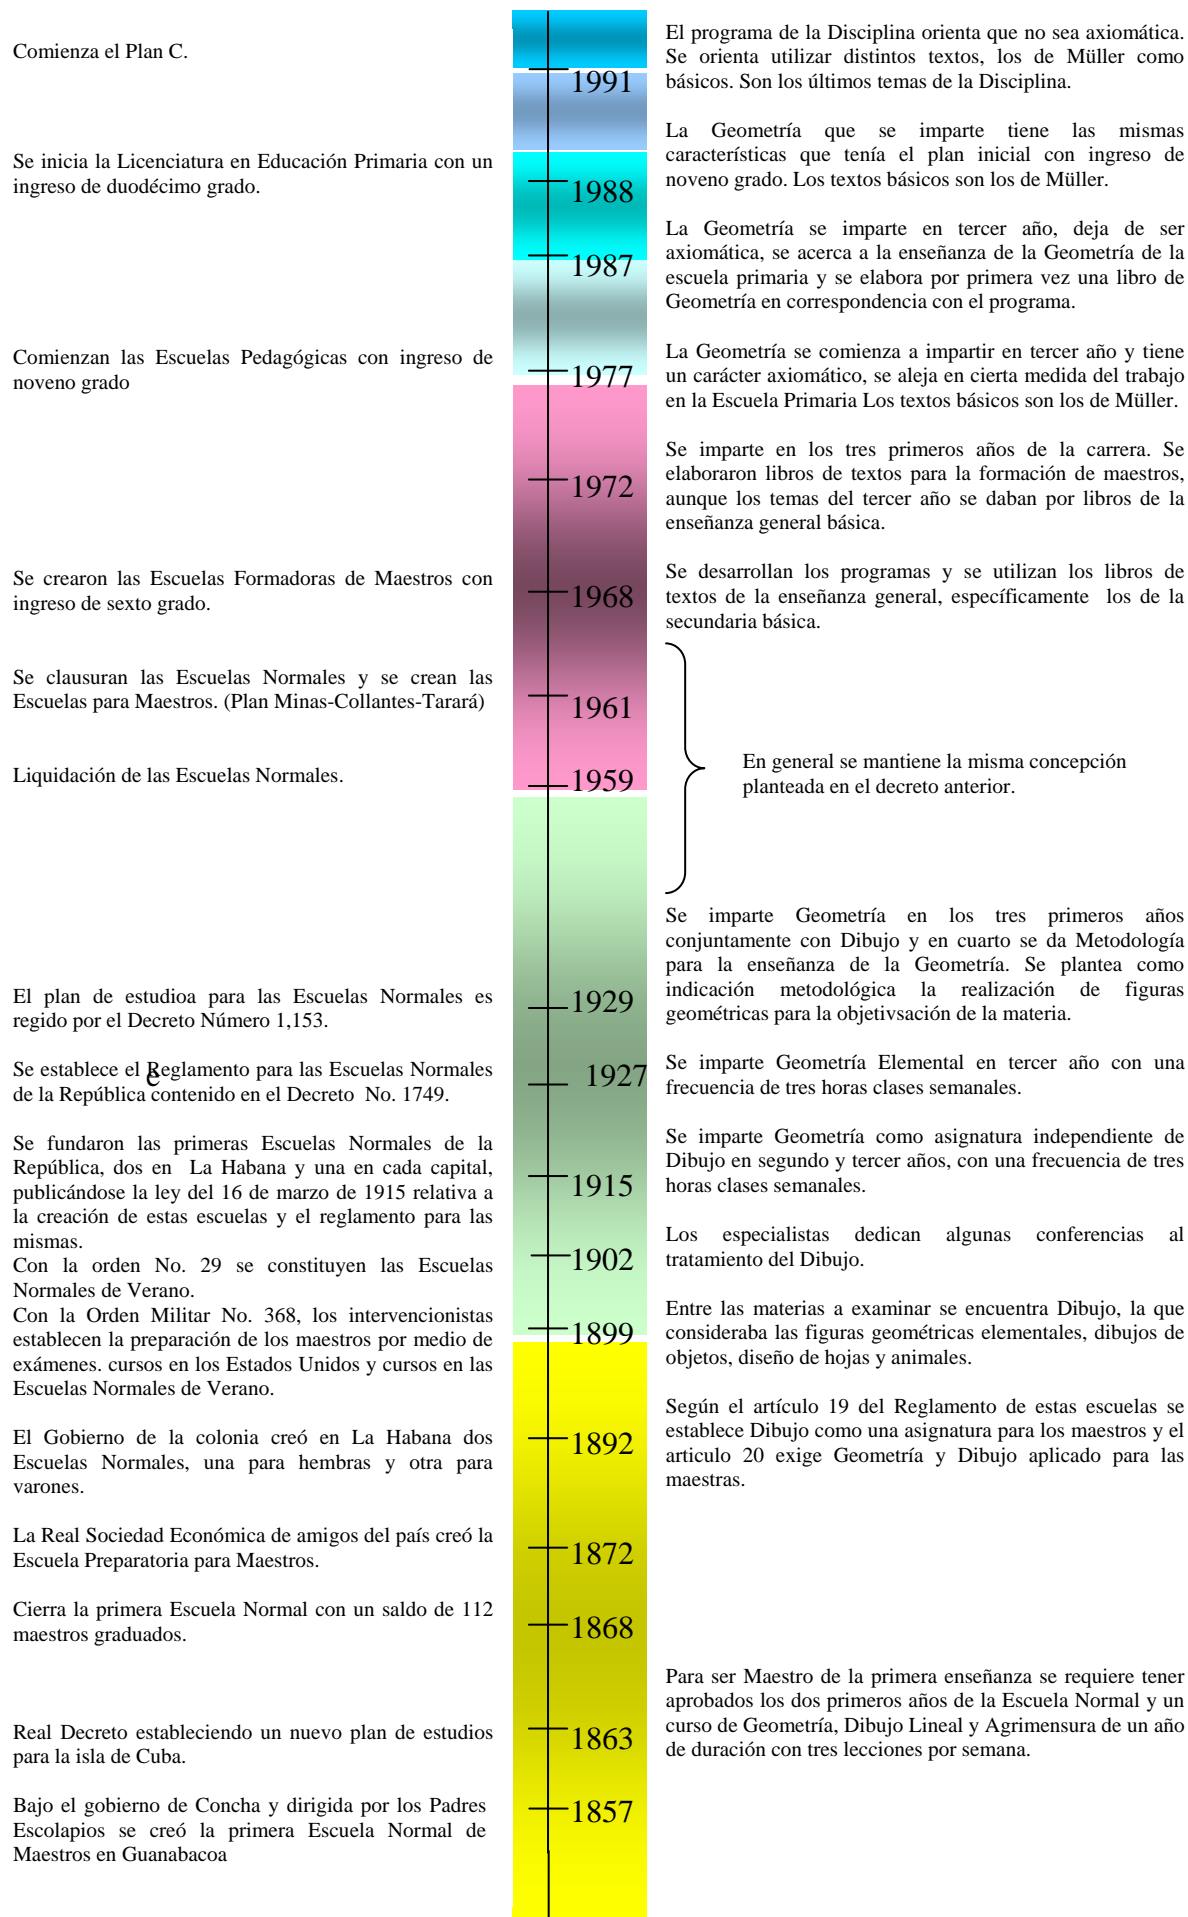 Comienza el Plan C.
1991
El programa de la Disciplina orienta que no sea axiomática.
Se orienta utilizar distintos textos, los de Müller como
básicos. Son los últimos temas de la Disciplina.
Se inicia la Licenciatura en Educación Primaria con un
ingreso de duodécimo grado.
1988
La Geometría que se imparte tiene las mismas
características que tenía el plan inicial con ingreso de
noveno grado. Los textos básicos son los de Müller.
1987
La Geometría se imparte en tercer año, deja de ser
axiomática, se acerca a la enseñanza de la Geometría de la
escuela primaria y se elabora por primera vez una libro de
Geometría en correspondencia con el programa.
Comienzan las Escuelas Pedagógicas con ingreso de
noveno grado
1977
La Geometría se comienza a impartir en tercer año y tiene
un carácter axiomático, se aleja en cierta medida del trabajo
en la Escuela Primaria Los textos básicos son los de Müller.
1972
Se imparte en los tres primeros años de la carrera. Se
elaboraron libros de textos para la formación de maestros,
aunque los temas del tercer año se daban por libros de la
enseñanza general básica.
Se crearon las Escuelas Formadoras de Maestros con
ingreso de sexto grado.
1968
Se desarrollan los programas y se utilizan los libros de
textos de la enseñanza general, específicamente los de la
secundaria básica.
Se clausuran las Escuelas Normales y se crean las
Escuelas para Maestros. (Plan Minas-Collantes-Tarará)
1961
Liquidación de las Escuelas Normales.
1959
En general se mantiene la misma concepción
planteada en el decreto anterior.
El plan de estudioa para las Escuelas Normales es
regido por el Decreto Número 1,153.
1929
Se imparte Geometría en los tres primeros años
conjuntamente con Dibujo y en cuarto se da Metodología
para la enseñanza de la Geometría. Se plantea como
indicación metodológica la realización de figuras
geométricas para la objetivsación de la materia.
Se establece el Reglamento para las Escuelas Normales
e
de la República contenido en el Decreto No. 1749.
1927
Se imparte Geometría Elemental en tercer año con una
frecuencia de tres horas clases semanales.
Se fundaron las primeras Escuelas Normales de la
República, dos en La Habana y una en cada capital,
publicándose la ley del 16 de marzo de 1915 relativa a
la creación de estas escuelas y el reglamento para las
mismas.
1915
Se imparte Geometría como asignatura independiente de
Dibujo en segundo y tercer años, con una frecuencia de tres
horas clases semanales.
Con la orden No. 29 se constituyen las Escuelas
Normales de Verano.
1902
Los especialistas dedican algunas conferencias al
tratamiento del Dibujo.
Con la Orden Militar No. 368, los intervencionistas
establecen la preparación de los maestros por medio de
exámenes. cursos en los Estados Unidos y cursos en las
Escuelas Normales de Verano.
1899
Entre las materias a examinar se encuentra Dibujo, la que
consideraba las figuras geométricas elementales, dibujos de
objetos, diseño de hojas y animales.
El Gobierno de la colonia creó en La Habana dos
Escuelas Normales, una para hembras y otra para
varones.
1892
Según el artículo 19 del Reglamento de estas escuelas se
establece Dibujo como una asignatura para los maestros y el
articulo 20 exige Geometría y Dibujo aplicado para las
maestras.
La Real Sociedad Económica de amigos del país creó la
Escuela Preparatoria para Maestros.
1872
Cierra la primera Escuela Normal con un saldo de 112
maestros graduados.
1868
Real Decreto estableciendo un nuevo plan de estudios
para la isla de Cuba.
1863
Para ser Maestro de la primera enseñanza se requiere tener
aprobados los dos primeros años de la Escuela Normal y un
curso de Geometría, Dibujo Lineal y Agrimensura de un año
de duración con tres lecciones por semana.
Bajo el gobierno de Concha y dirigida por los Padres
Escolapios se creó la primera Escuela Normal de
Maestros en Guanabacoa
1857